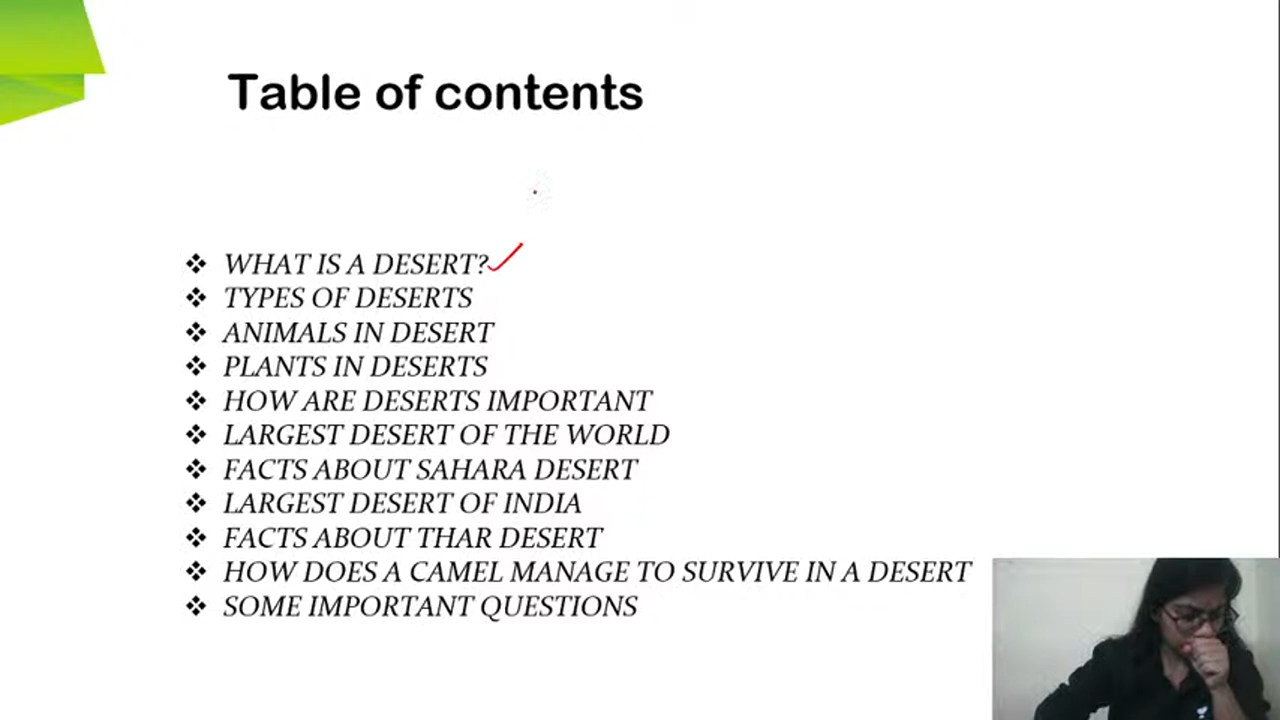 Table of contents
WHAT IS A DESERT?
TYPES OF DESERTS
ANIMALS IN DESERT
PLANTS IN DESERTS
HOW ARE DESERTS IMPORTANT
LARGEST DESERT OF THE WORLD
FACTS ABOUT SAHARA DESERT
LARGEST DESERT OF INDIA
FACTS ABOUT THAR DESERT
HOW DOES A CAMEL MANAGE TO SURVIVE IN A DESERT
SOME IMPORTANT QUESTIONS